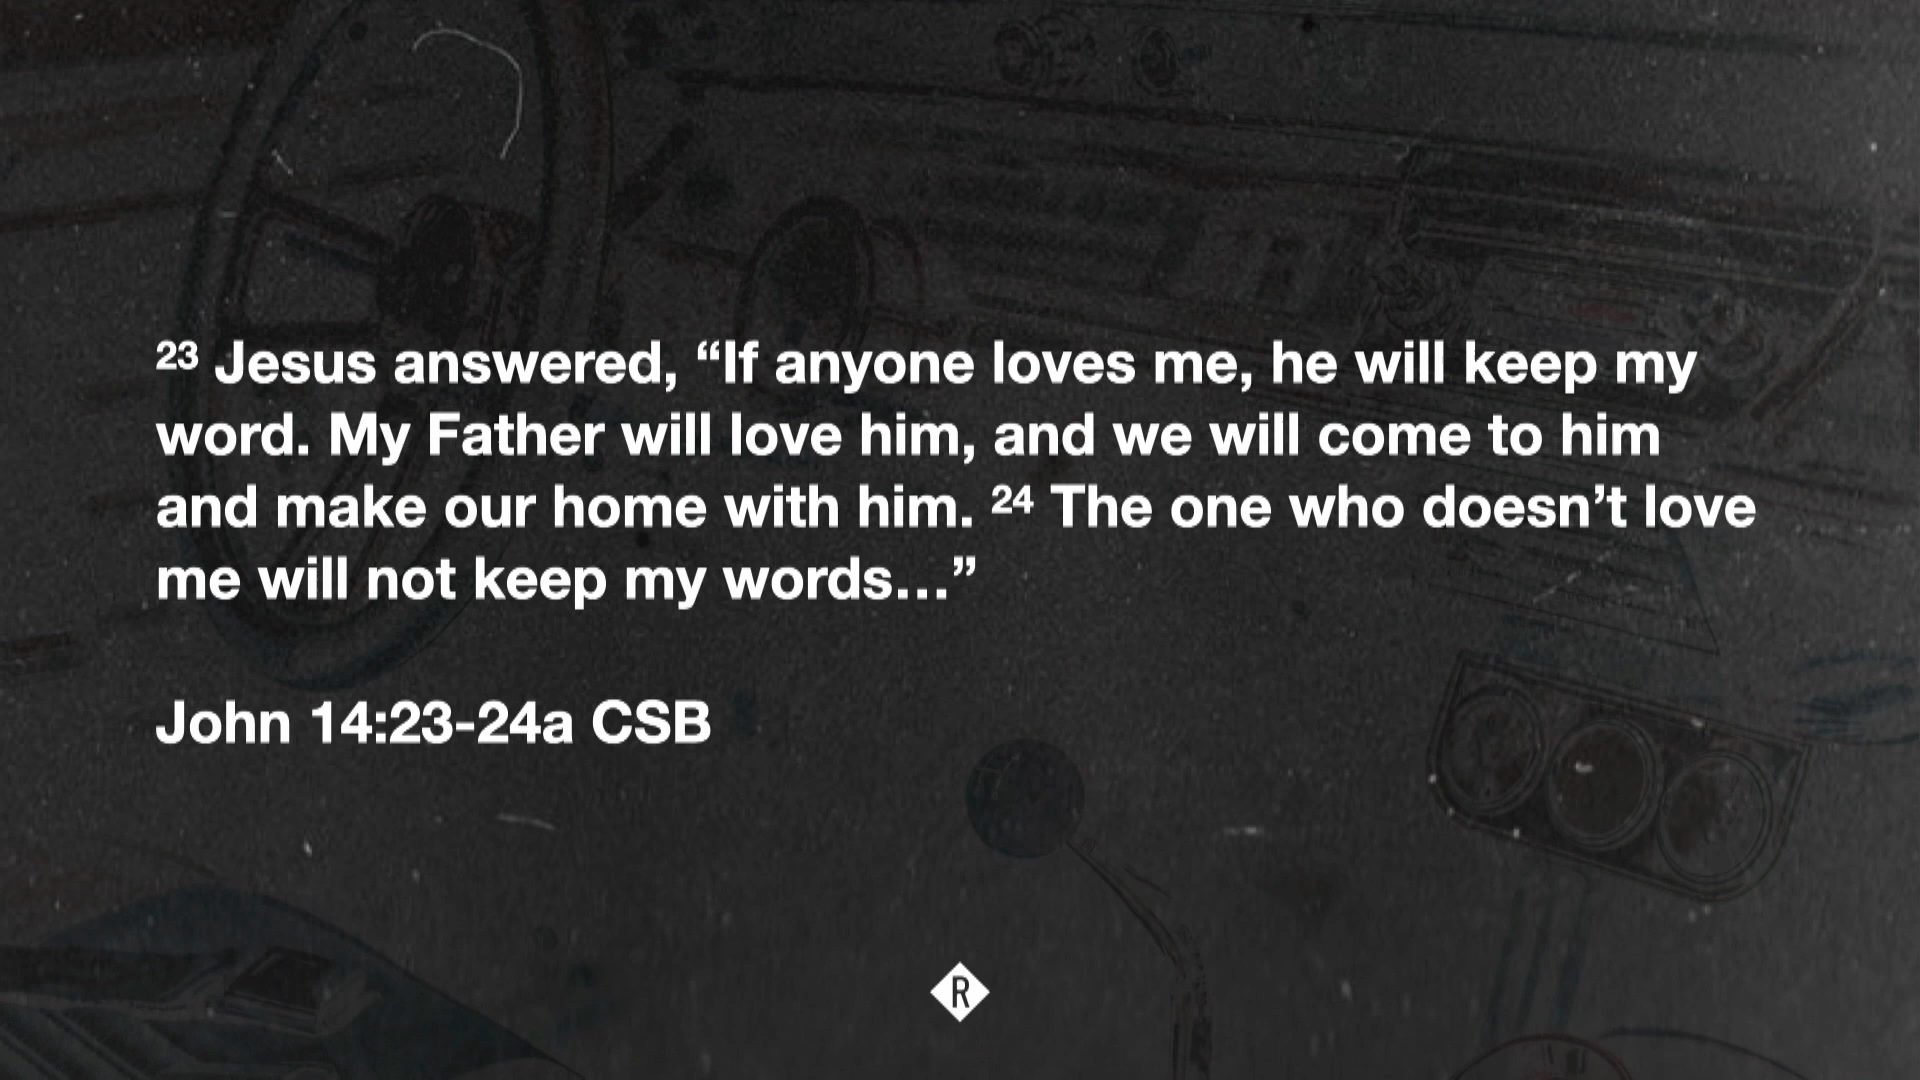 ²³ Jesus answered, “If anyone loves me, he will keep my
word. My Father will love him, and we will come to him
and make our home with him. ²⁴ The one who doesn’t love
me will not keep my words…”
John 14:23-24a CSB
R